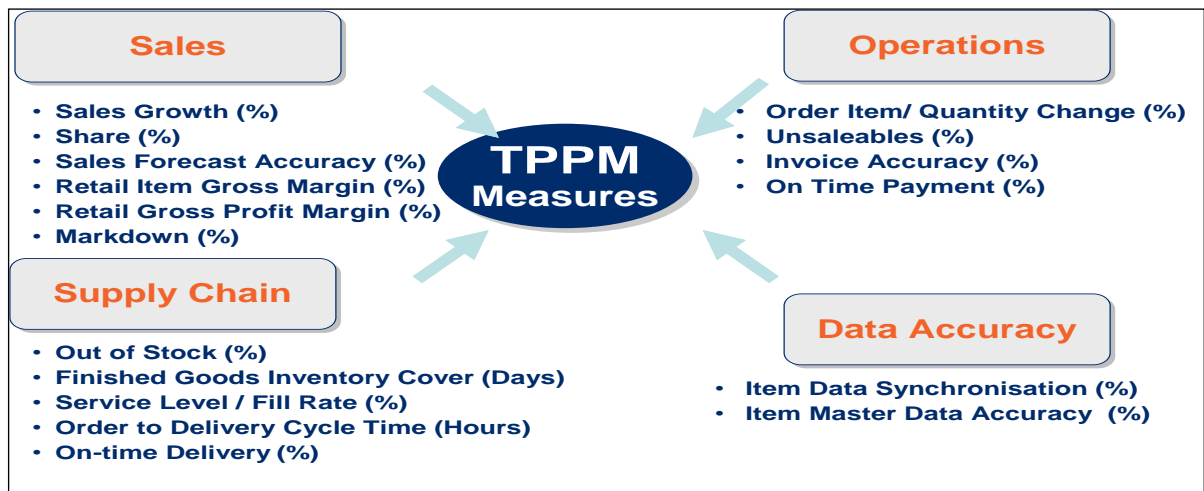 Sales
• Sales Growth (%)
• Share (%)
• Sales Forecast Accuracy (%)
• Retail Item Gross Margin (%)
• Retail Gross Profit Margin (%)
• Markdown (%)
Operations
• Order Item/ Quantity Change (%)
• Unsaleables (%)
• Invoice Accuracy (%)
• On Time Payment (%)
TPPM
Measures
Supply Chain
• Out of Stock (%)
• Finished Goods Inventory Cover (Days)
• Service Level / Fill Rate (%)
• Order to Delivery Cycle Time (Hours)
• On-time Delivery (%)
Data Accuracy
• Item Data Synchronisation (%)
• Item Master Data Accuracy (%)